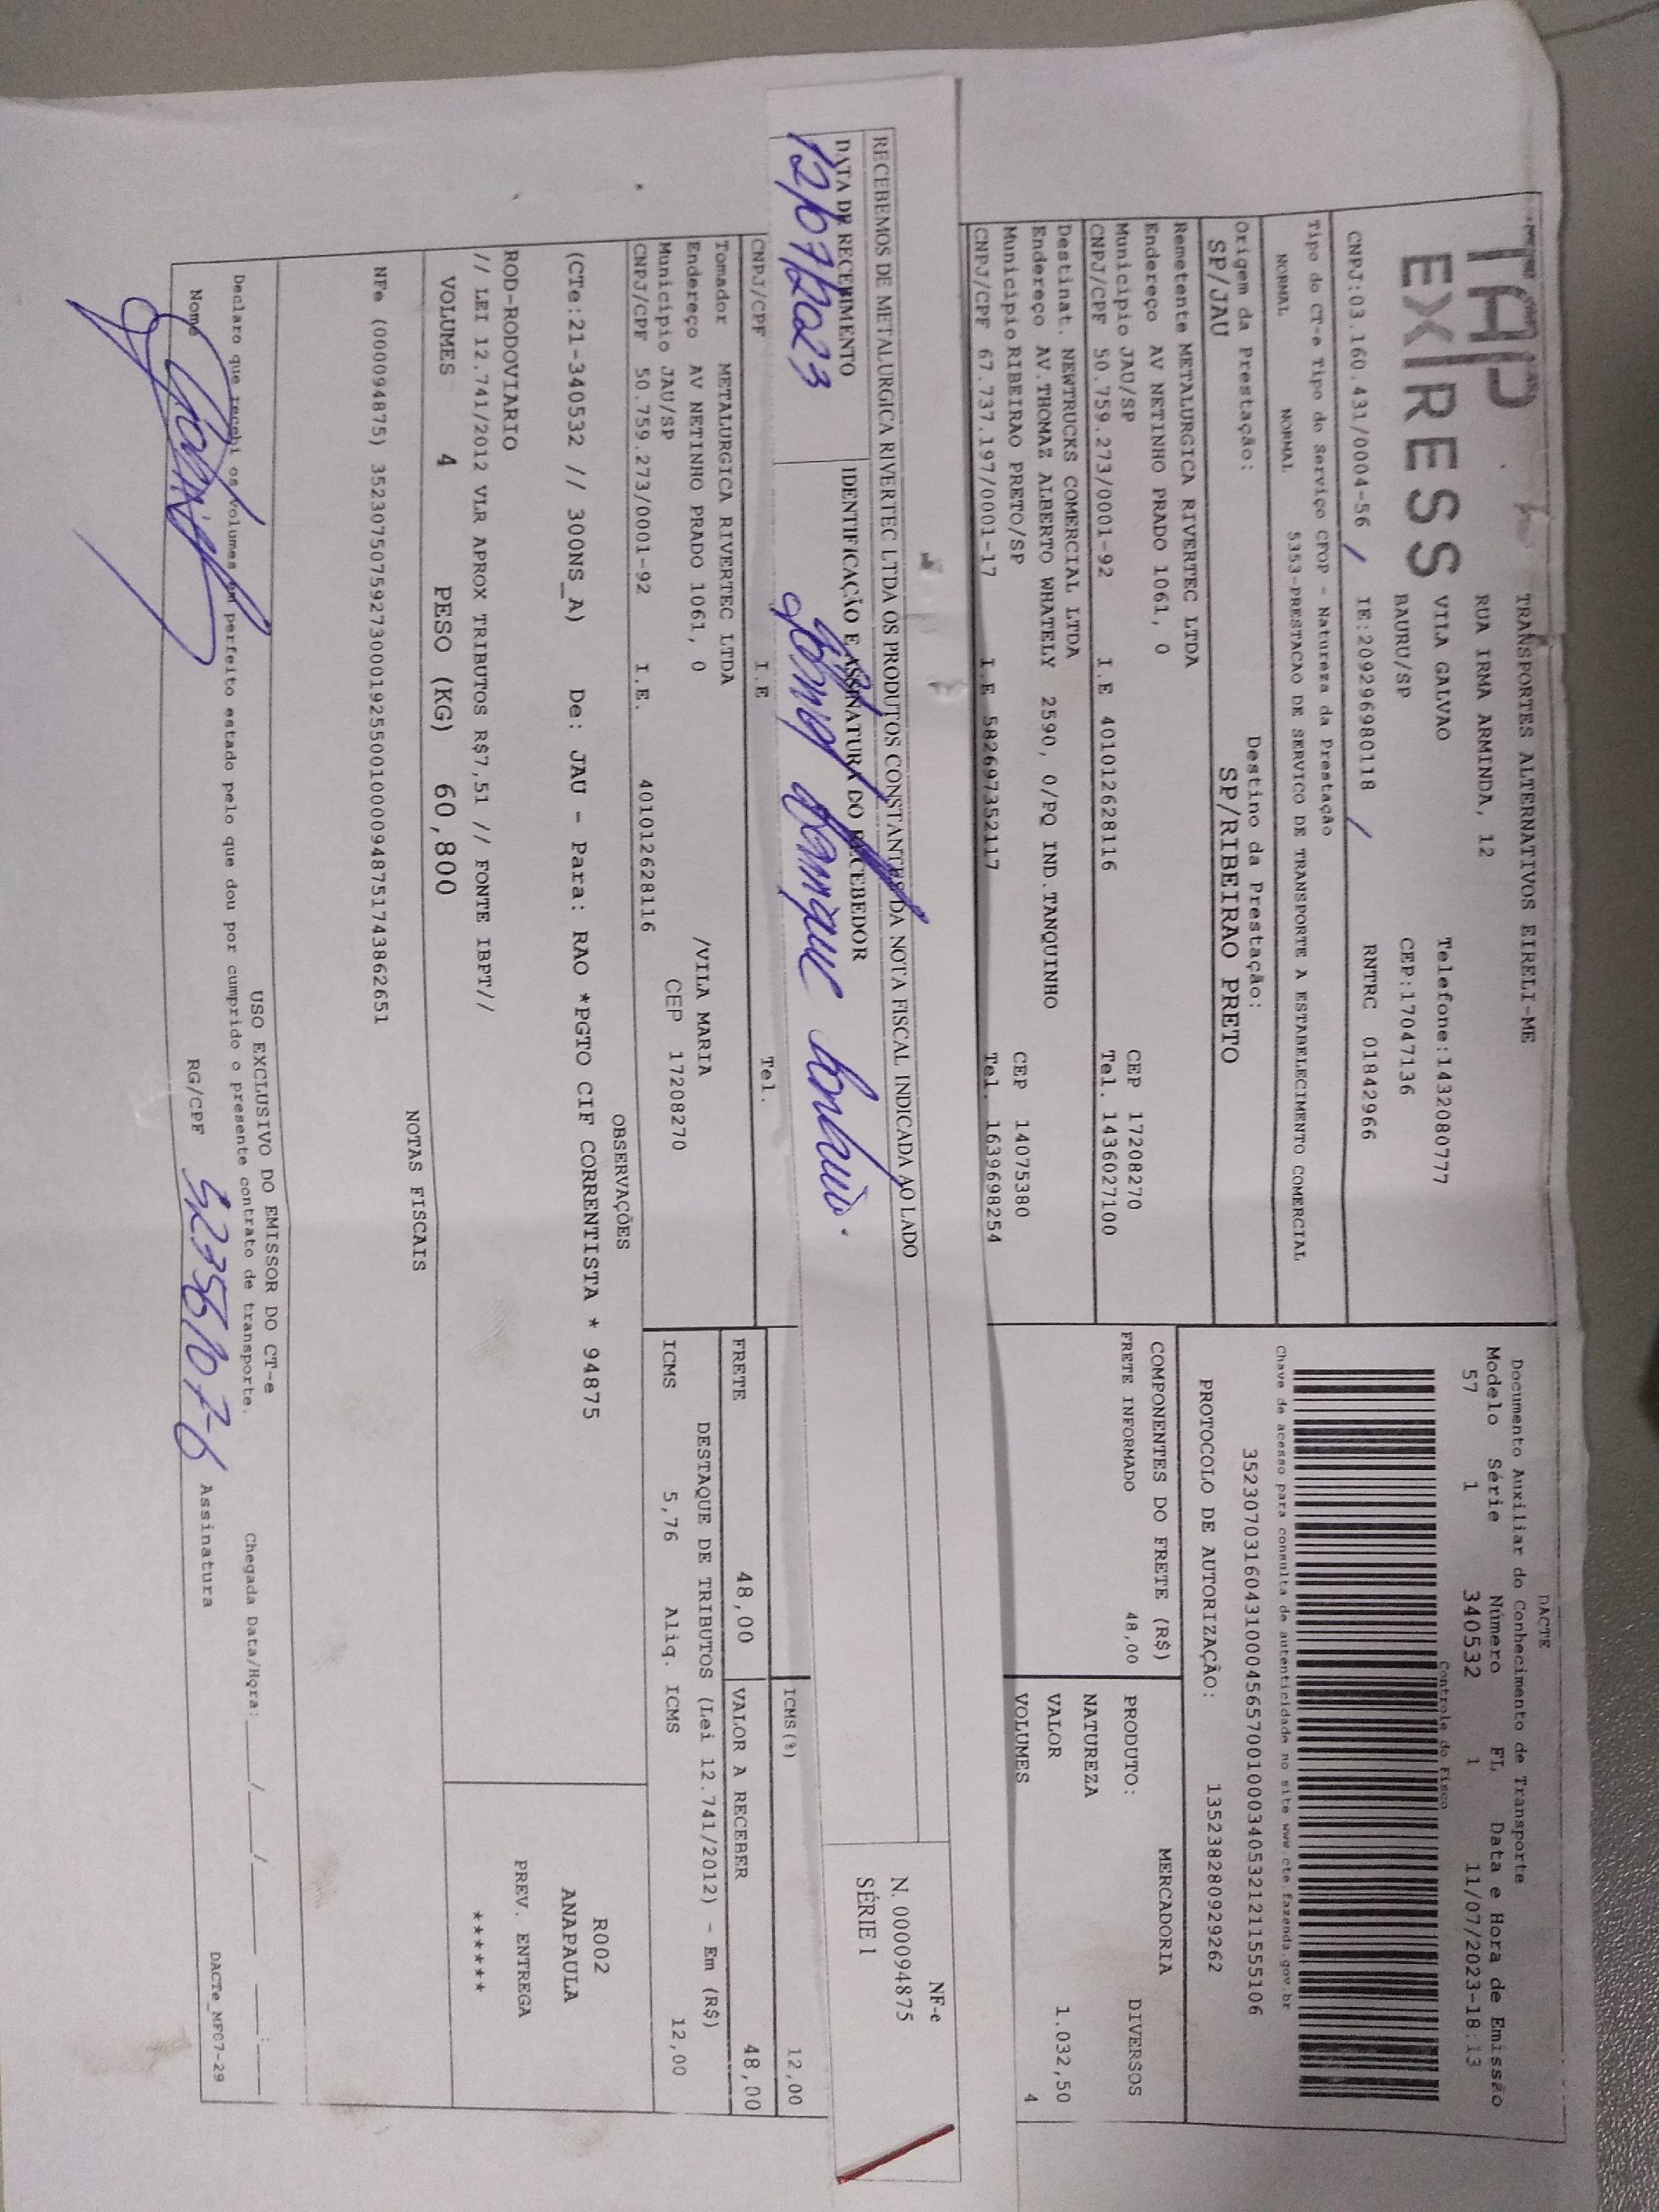 TAP
EXPRESS
TRANSPORTES ALTERNATIVOS EIRELI-ME
RUA IRMA ARMINDA, 12
VILA GALVAO Telefone:1432080777
BAURU/SP CEP:17047136
CNPJ:03.160.431/0004-56 / IE:209296980118 / RNTRC 01842966
Tipo do CT-e Tipo do Serviço CFOP - Natureza da Prestação
NORMAL NORMAL 5353-PRESTACAO DE SERVICO DE TRANSPORTE A ESTABELECIMENTO COMERCIAL
Origem da Prestação: Destino da Prestação:
SP/JAU SP/RIBEIRAO PRETO
DACTE
Documento Auxiliar do Conhecimento de Transporte
Modelo Série Número FL Data e Hora de Emissão
57 1 340532 1 11/07/2023-18:13
Controle do Fisco
Chave de acesso para consulta de autenticidade no site www.cte.fazenda.gov.br
35230703160431000456570010003405321211555106
PROTOCOLO DE AUTORIZAÇÃO: 135238280929262
Remetente METALURGICA RIVERTEC LTDA
Endereço AV NETINHO PRADO 1061, 0
Municipio JAU/SP CEP 17208270
CNPJ/CPF 50.759.273/0001-92 I.E 401012628116 Tel. 1436027100
Destinat. NEWTRUCKS COMERCIAL LTDA
Endereço AV.THOMAZ ALBERTO WHATELY 2590, 0/PQ IND.TANQUINHO
Municipio RIBEIRAO PRETO/SP CEP 14075380
CNPJ/CPF 67.737.197/0001-17 I.E 582697352117 Tel. 1639698254
COMPONENTES DO FRETE (R$)
FRETE INFORMADO 48,00
MERCADORIA
PRODUTO: DIVERSOS
NATUREZA
VALOR 1.032,50
VOLUMES 4
RECEBEMOS DE METALURGICA RIVERTEC LTDA OS PRODUTOS CONSTANTES DA NOTA FISCAL INDICADA AO LADO
DATA DE RECEBIMENTO IDENTIFICAÇÃO E ASSINATURA DO RECEBEDOR
12/07/2023
NF-e
N. 000094875
SÉRIE 1
CNPJ/CPF I.E Tel.
ICMS(%) 12,00
Tomador METALURGICA RIVERTEC LTDA
Endereço AV NETINHO PRADO 1061, 0 /VILA MARIA
Municipio JAU/SP CEP 17208270
CNPJ/CPF 50.759.273/0001-92 I.E. 401012628116
FRETE 48,00 VALOR A RECEBER 48,00
DESTAQUE DE TRIBUTOS (Lei 12.741/2012) - Em (R$)
ICMS 5,76 Aliq. ICMS 12,00
OBSERVAÇÕES
(CTe:21-340532 // 300NS_A) De: JAU - Para: RAO *PGTO CIF CORRENTISTA * 94875
R002
ANAPAULA
PREV. ENTREGA
******
ROD-RODOVIARIO
// LEI 12.741/2012 VLR APROX TRIBUTOS R$7,51 // FONTE IBPT//
VOLUMES 4 PESO (KG) 60,800
NOTAS FISCAIS
NFe (000094875) 35230750759273000192550010000948751743862651
USO EXCLUSIVO DO EMISSOR DO CT-e
Declaro que recebi os volumes em perfeito estado pelo que dou por cumprido o presente contrato de transporte.
Chegada Data/Hora:____/____/______ ____:____
Nome RG/CPF Assinatura
DACTe_MF07-29